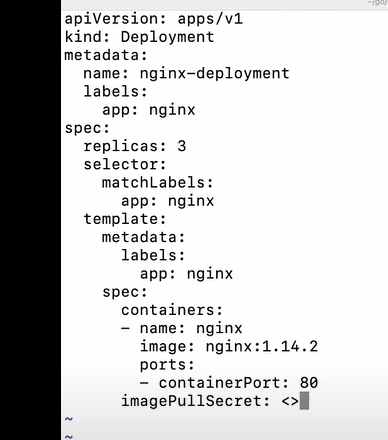 apiVersion: apps/v1
kind: Deployment
metadata:
  name: nginx-deployment
  labels:
    app: nginx
spec:
  replicas: 3
  selector:
    matchLabels:
      app: nginx
  template:
    metadata:
      labels:
        app: nginx
    spec:
      containers:
      - name: nginx
        image: nginx:1.14.2
        ports:
        - containerPort: 80
      imagePullSecret: <>
~
~